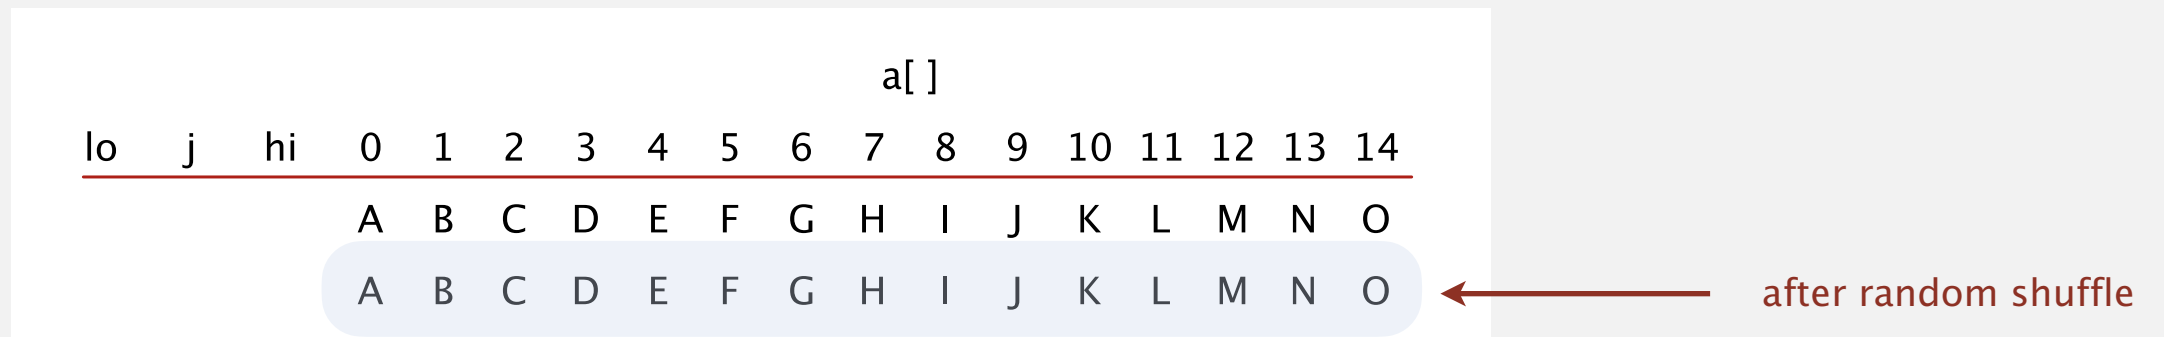 a[ ]
lo j hi 0 1 2 3 4 5 6 7 8 9 10 11 12 13 14
A B C D E F G H I J K L M N O
A B C D E F G H I J K L M N O after random shuffle